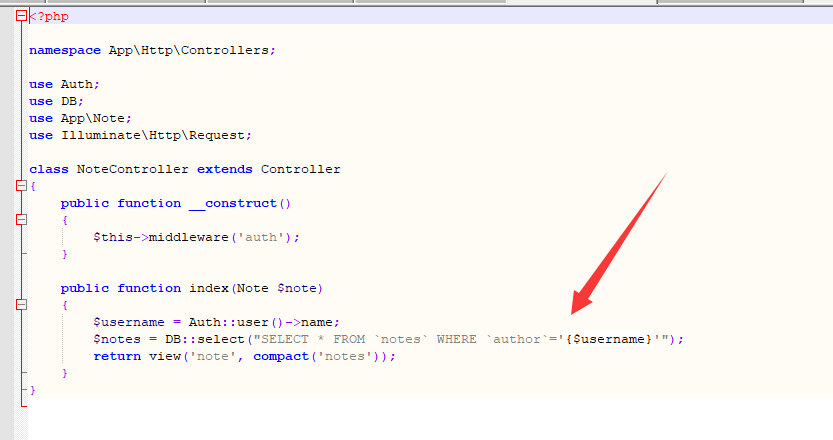 <?php
namespace App\Http\Controllers;
use Auth;
use DB;
use App\Note;
use Illuminate\Http\Request;
class NoteController extends Controller
{
    public function __construct()
    {
        $this->middleware('auth');
    }
    public function index(Note $note)
    {
        $username = Auth::user()->name;
        $notes = DB::select("SELECT * FROM `notes` WHERE `author`='{$username}'");
        return view('note', compact('notes'));
    }
}